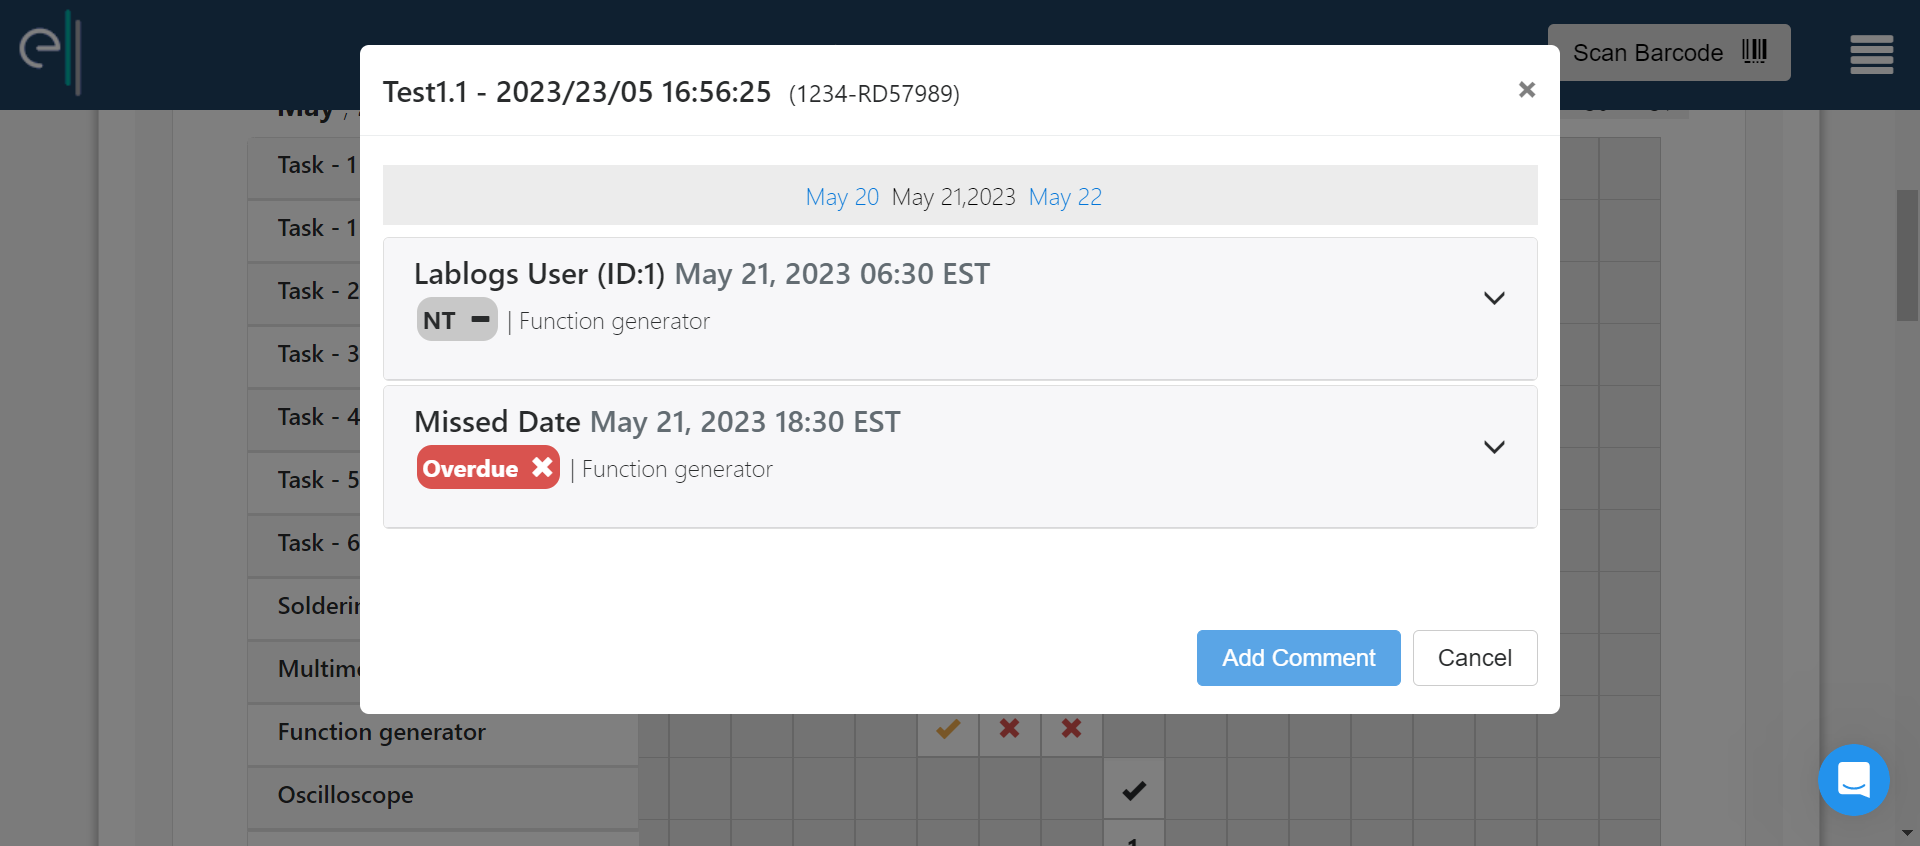 Scan Barcode
Test1.1 - 2023/23/05 16:56:25 (1234-RD57989)
May 20 May 21,2023 May 22
Lablogs User (ID:1) May 21, 2023 06:30 EST
NT | Function generator
Missed Date May 21, 2023 18:30 EST
Overdue | Function generator
Add Comment Cancel
May
Task - 1
Task - 1
Task - 2
Task - 3
Task - 4
Task - 5
Task - 6
Function generator
Oscilloscope